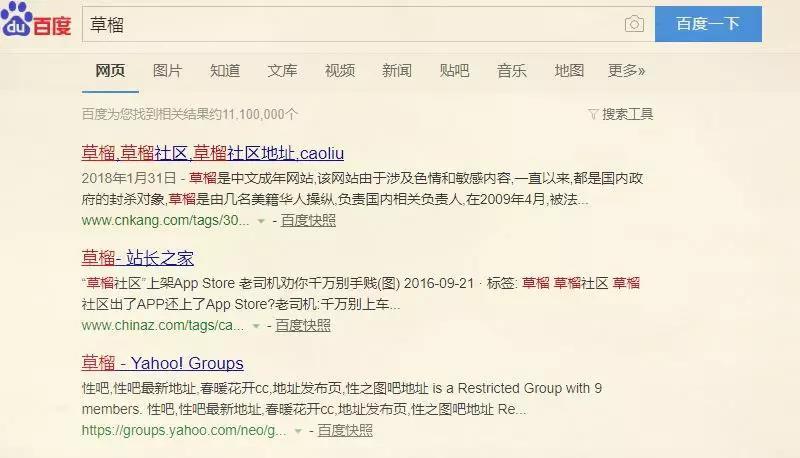 du 百度 草榴 百度一下
网页 图片 知道 文库 视频 新闻 贴吧 音乐 地图 更多»
百度为您找到相关结果约11,100,000个 搜索工具
草榴,草榴社区,草榴社区地址,caoliu
2018年1月31日 - 草榴是中文成年网站,该网站由于涉及色情和敏感内容,一直以来,都是国内政
府的封杀对象,草榴是由几名美籍华人操纵,负责国内相关负责人,在2009年4月,被法...
www.cnkang.com/tags/30... - 百度快照
草榴- 站长之家
“草榴社区”上架App Store 老司机劝你千万别手贱(图) 2016-09-21 · 标签: 草榴 草榴社区 草榴
社区出了APP还上了App Store?老司机:千万别上车...
www.chinaz.com/tags/ca... - 百度快照
草榴 - Yahoo! Groups
性吧,性吧最新地址,春暖花开cc,地址发布页,性之图吧地址 is a Restricted Group with 9
members. 性吧,性吧最新地址,春暖花开cc,地址发布页,性之图吧地址 Re...
https://groups.yahoo.com/neo/g... - 百度快照